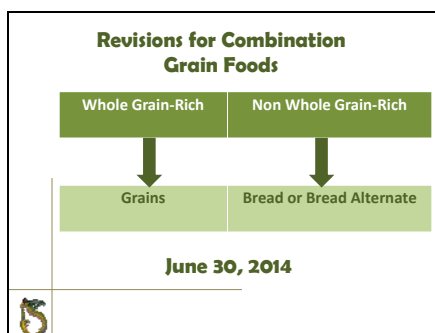 Revisions for Combination
Grain Foods
Whole Grain-Rich Non Whole Grain-Rich
Grains Bread or Bread Alternate
June 30, 2014